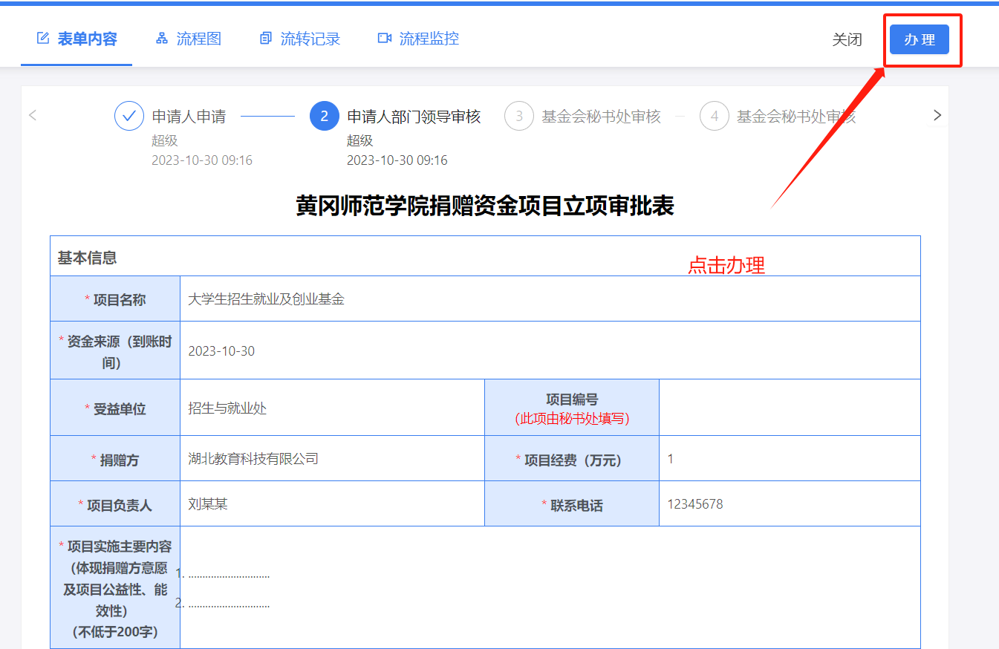 表单内容 流程图 流转记录 流程监控 关闭 办 理
申请人申请 2 申请人部门领导审核 3 基金会秘书处审核 4 基金会秘书处审核
超级 超级
2023-10-30 09:16 2023-10-30 09:16
黄冈师范学院捐赠资金项目立项审批表
基本信息
点击办理
* 项目名称 大学生招生就业及创业基金
* 资金来源（到账时
间） 2023-10-30
* 受益单位 招生与就业处 项目编号
（此项由秘书处填写）
* 捐赠方 湖北教育科技有限公司 * 项目经费（万元） 1
* 项目负责人 刘某某 * 联系电话 12345678
* 项目实施主要内容
（体现捐赠方意愿
及项目公益性、能
效性）
（不低于200字）
1. .............................
2. .............................